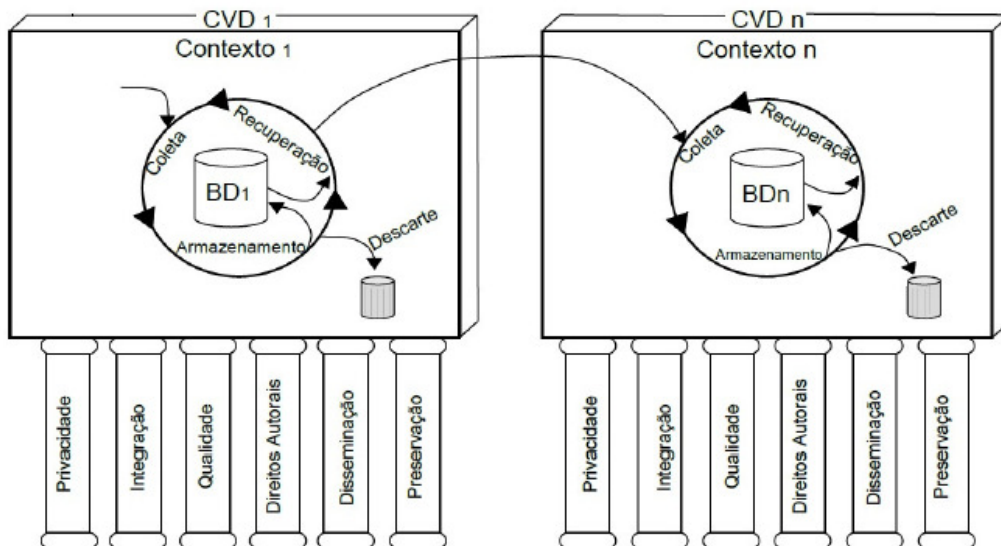 CVD 1
Contexto 1
Coleta
Recuperação
BD1
Armazenamento
Descarte
Privacidade
Integração
Qualidade
Direitos Autorais
Disseminação
Preservação
CVD n
Contexto n
Coleta
Recuperação
BDn
Armazenamento
Descarte
Privacidade
Integração
Qualidade
Direitos Autorais
Disseminação
Preservação